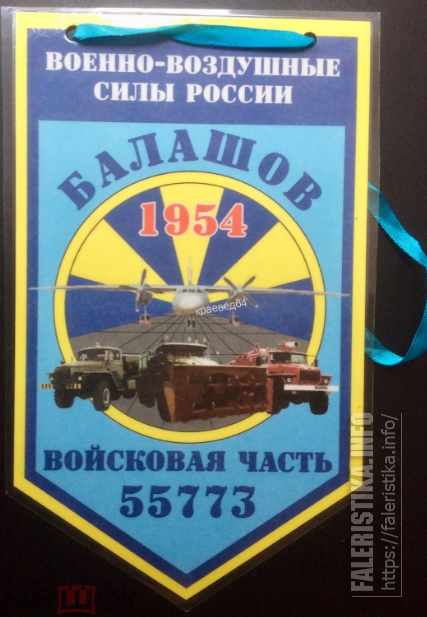 ВОЕННО-ВОЗДУШНЫЕ
СИЛЫ РОССИИ
БАЛАШОВ
1954
краевед64
ВОЙСКОВАЯ ЧАСТЬ
55773
FALERISTIKA.INFO
https://faleristika.info/